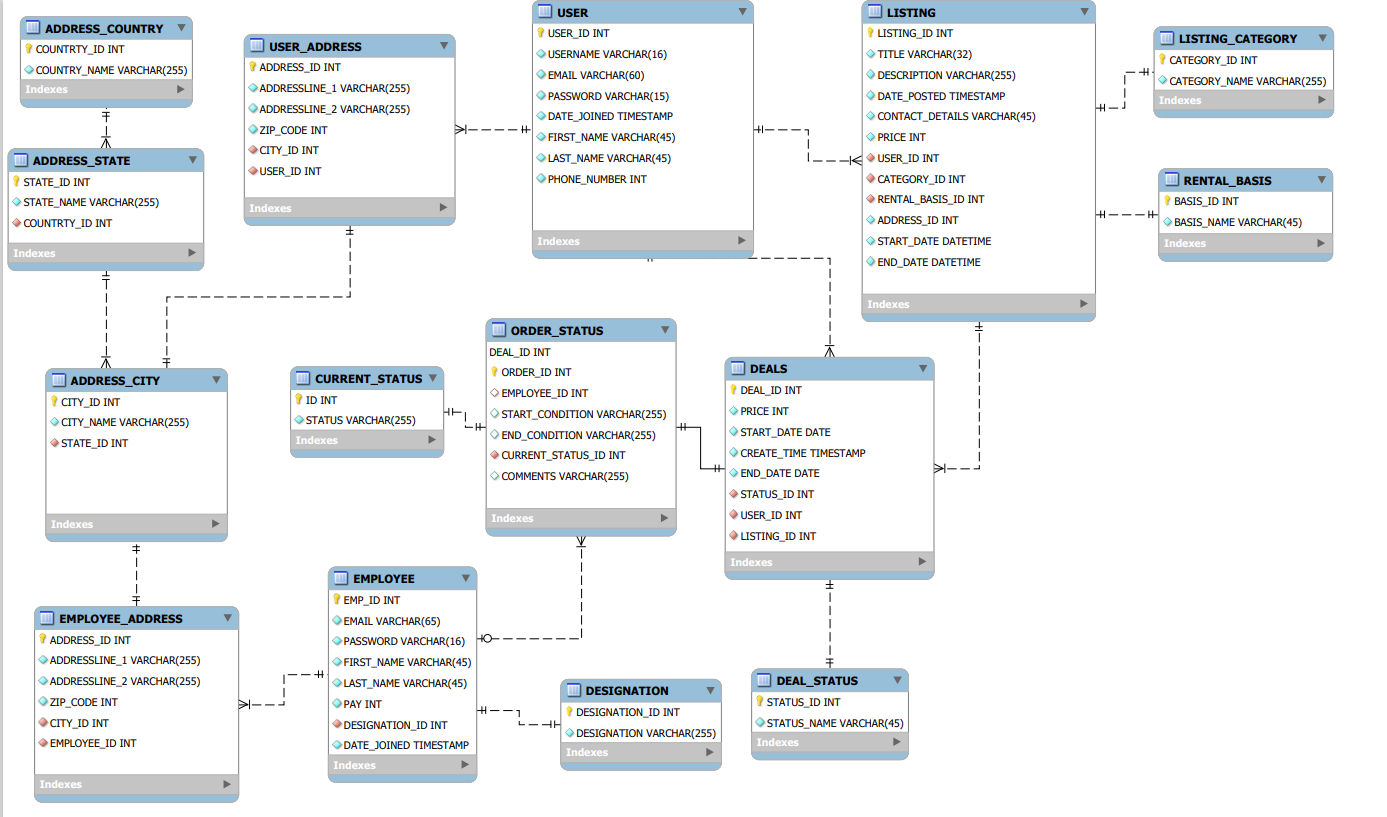 ADDRESS_COUNTRY
COUNTRTY_ID INT
COUNTRY_NAME VARCHAR(255)
Indexes
ADDRESS_STATE
STATE_ID INT
STATE_NAME VARCHAR(255)
COUNTRTY_ID INT
Indexes
USER_ADDRESS
ADDRESS_ID INT
ADDRESSLINE_1 VARCHAR(255)
ADDRESSLINE_2 VARCHAR(255)
ZIP_CODE INT
CITY_ID INT
USER_ID INT
Indexes
USER
USER_ID INT
USERNAME VARCHAR(16)
EMAIL VARCHAR(60)
PASSWORD VARCHAR(15)
DATE_JOINED TIMESTAMP
FIRST_NAME VARCHAR(45)
LAST_NAME VARCHAR(45)
PHONE_NUMBER INT
Indexes
LISTING
LISTING_ID INT
TITLE VARCHAR(32)
DESCRIPTION VARCHAR(255)
DATE_POSTED TIMESTAMP
CONTACT_DETAILS VARCHAR(45)
PRICE INT
USER_ID INT
CATEGORY_ID INT
RENTAL_BASIS_ID INT
ADDRESS_ID INT
START_DATE DATETIME
END_DATE DATETIME
Indexes
LISTING_CATEGORY
CATEGORY_ID INT
CATEGORY_NAME VARCHAR(255)
Indexes
RENTAL_BASIS
BASIS_ID INT
BASIS_NAME VARCHAR(45)
Indexes
ADDRESS_CITY
CITY_ID INT
CITY_NAME VARCHAR(255)
STATE_ID INT
Indexes
CURRENT_STATUS
ID INT
STATUS VARCHAR(255)
Indexes
ORDER_STATUS
DEAL_ID INT
ORDER_ID INT
EMPLOYEE_ID INT
START_CONDITION VARCHAR(255)
END_CONDITION VARCHAR(255)
CURRENT_STATUS_ID INT
COMMENTS VARCHAR(255)
Indexes
DEALS
DEAL_ID INT
PRICE INT
START_DATE DATE
CREATE_TIME TIMESTAMP
END_DATE DATE
STATUS_ID INT
USER_ID INT
LISTING_ID INT
Indexes
EMPLOYEE_ADDRESS
ADDRESS_ID INT
ADDRESSLINE_1 VARCHAR(255)
ADDRESSLINE_2 VARCHAR(255)
ZIP_CODE INT
CITY_ID INT
EMPLOYEE_ID INT
Indexes
EMPLOYEE
EMP_ID INT
EMAIL VARCHAR(65)
PASSWORD VARCHAR(16)
FIRST_NAME VARCHAR(45)
LAST_NAME VARCHAR(45)
PAY INT
DESIGNATION_ID INT
DATE_JOINED TIMESTAMP
Indexes
DESIGNATION
DESIGNATION_ID INT
DESIGNATION VARCHAR(255)
Indexes
DEAL_STATUS
STATUS_ID INT
STATUS_NAME VARCHAR(45)
Indexes